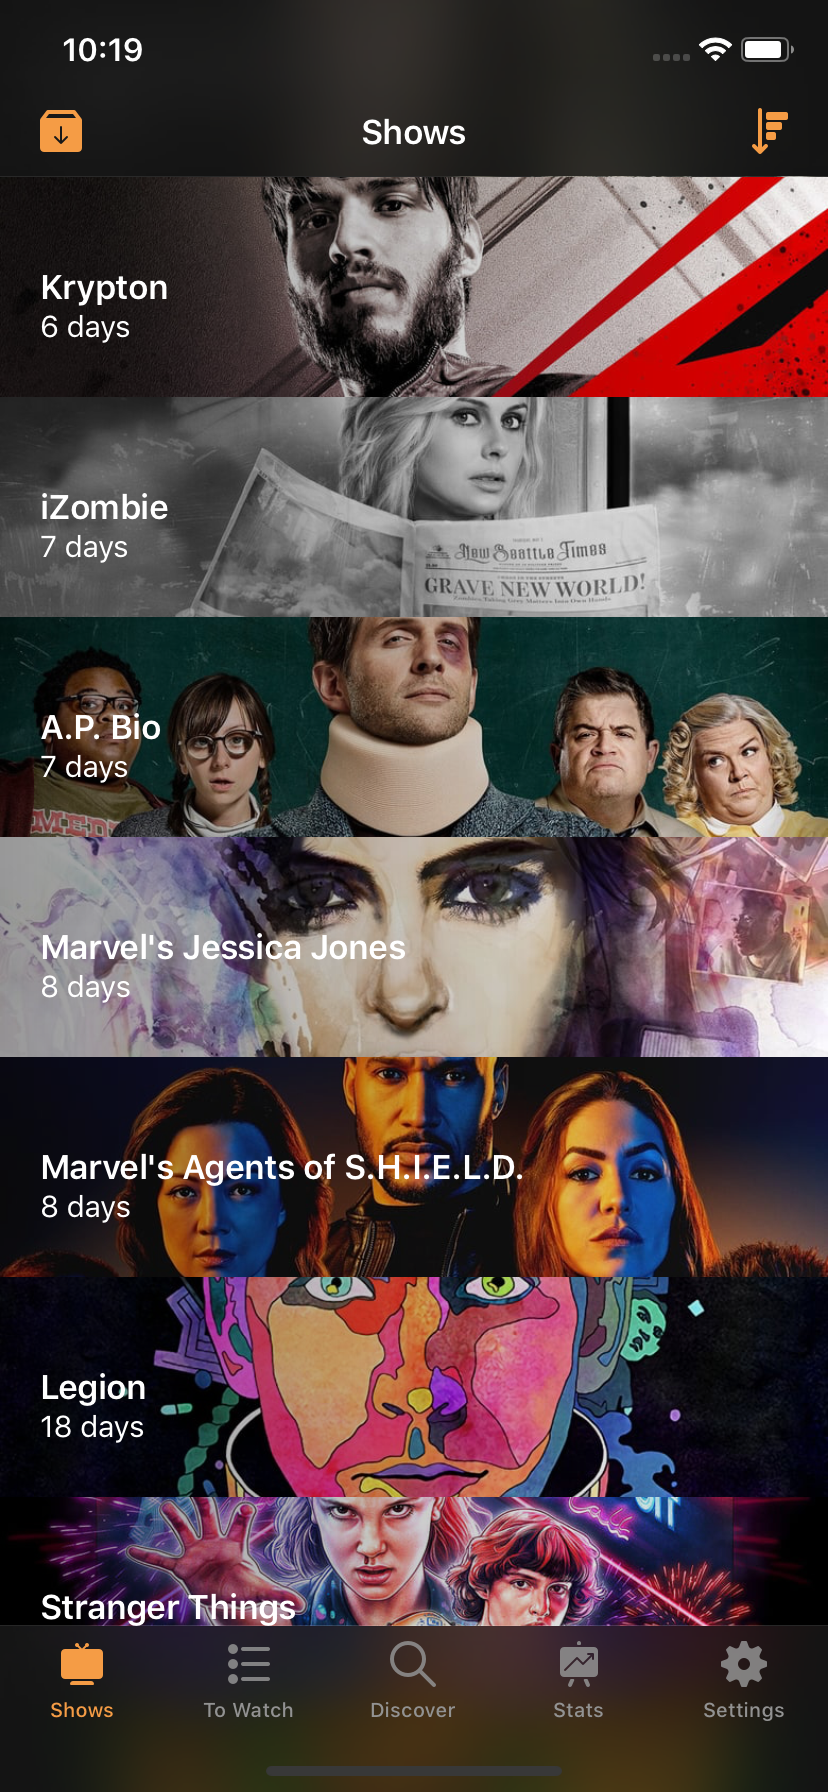 10:19
Shows
Krypton
6 days
iZombie
7 days
New Seattle Times
GRAVE NEW WORLD!
A.P. Bio
7 days
MED
Marvel's Jessica Jones
8 days
Marvel's Agents of S.H.I.E.L.D.
8 days
Legion
18 days
Stranger Things
Shows
To Watch
Discover
Stats
Settings